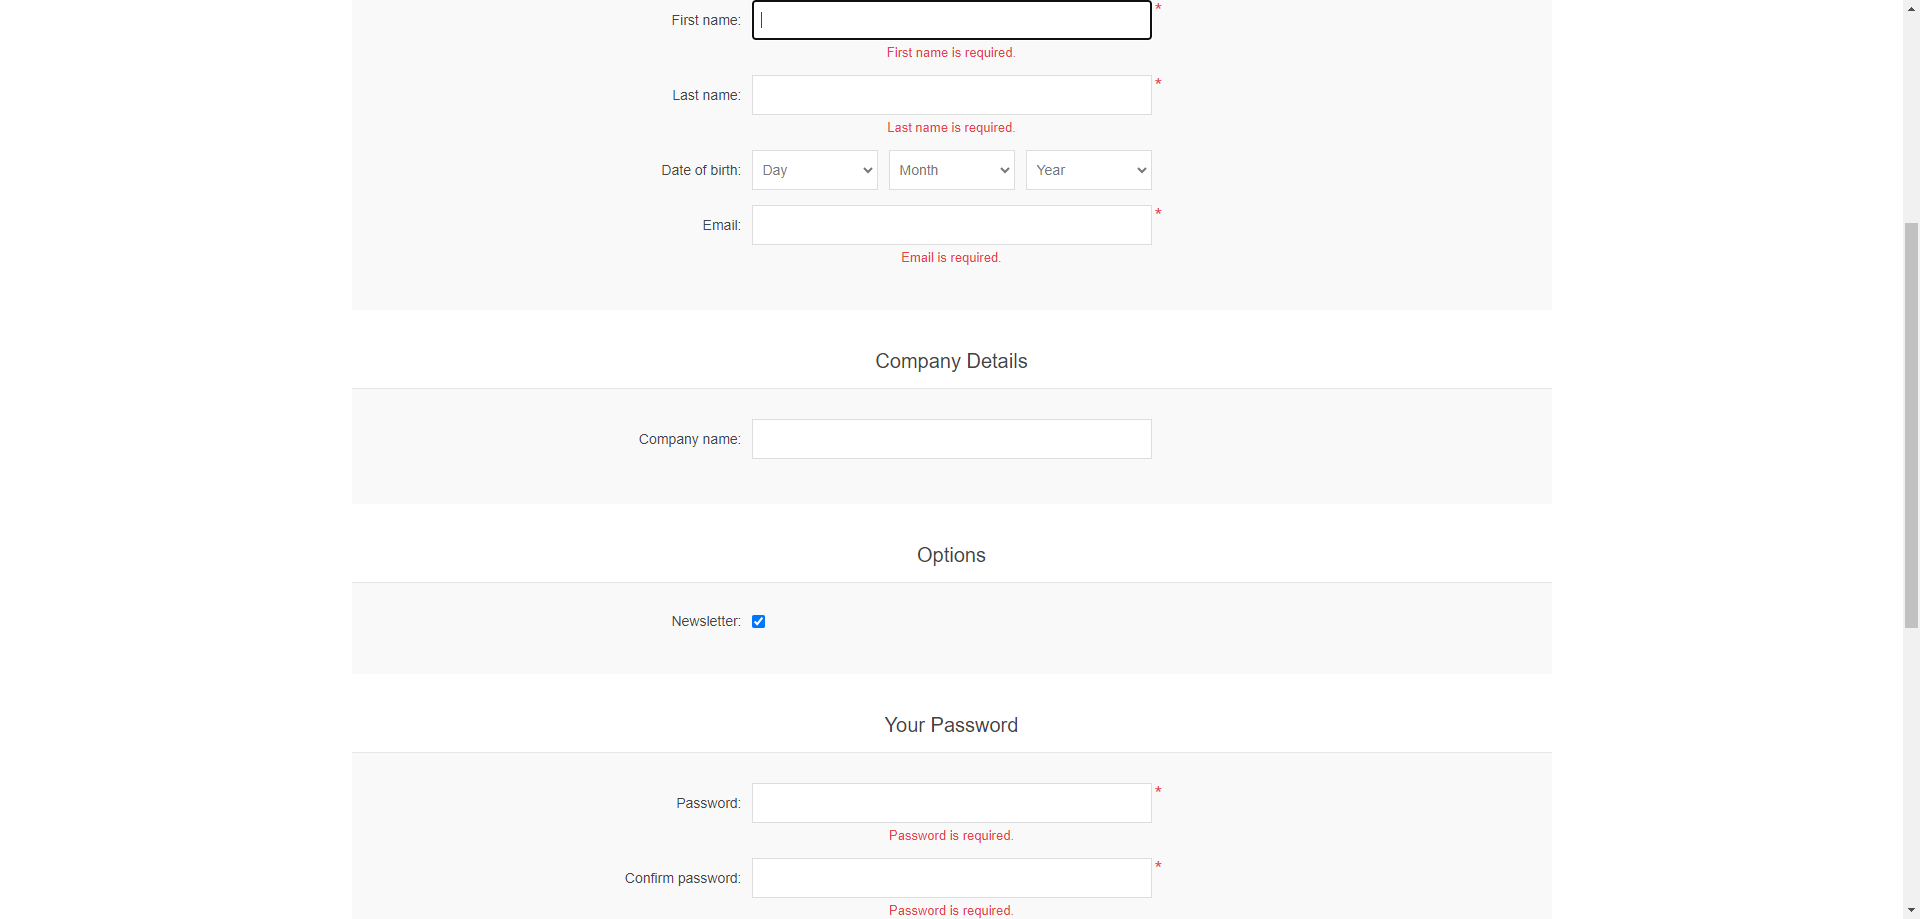 First name: *
First name is required.
Last name: *
Last name is required.
Date of birth: Day Month Year
Email: *
Email is required.
Company Details
Company name:
Options
Newsletter:
Your Password
Password: *
Password is required.
Confirm password: *
Password is required.